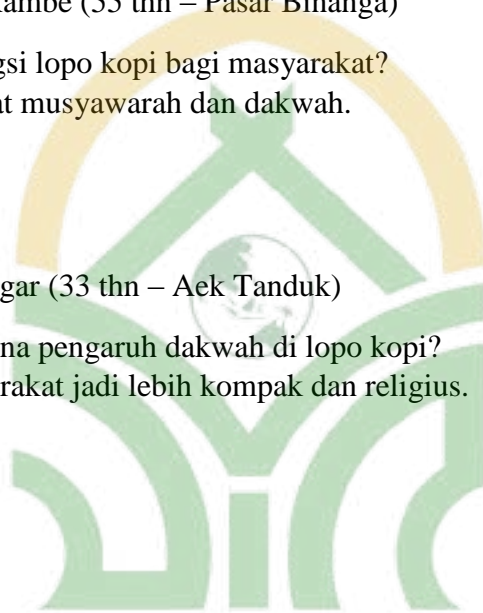 ambe (55 thn – Pasar Binanga)
gsi lopo kopi bagi masyarakat?
at musyawarah dan dakwah.
gar (33 thn – Aek Tanduk)
na pengaruh dakwah di lopo kopi?
rakat jadi lebih kompak dan religius.